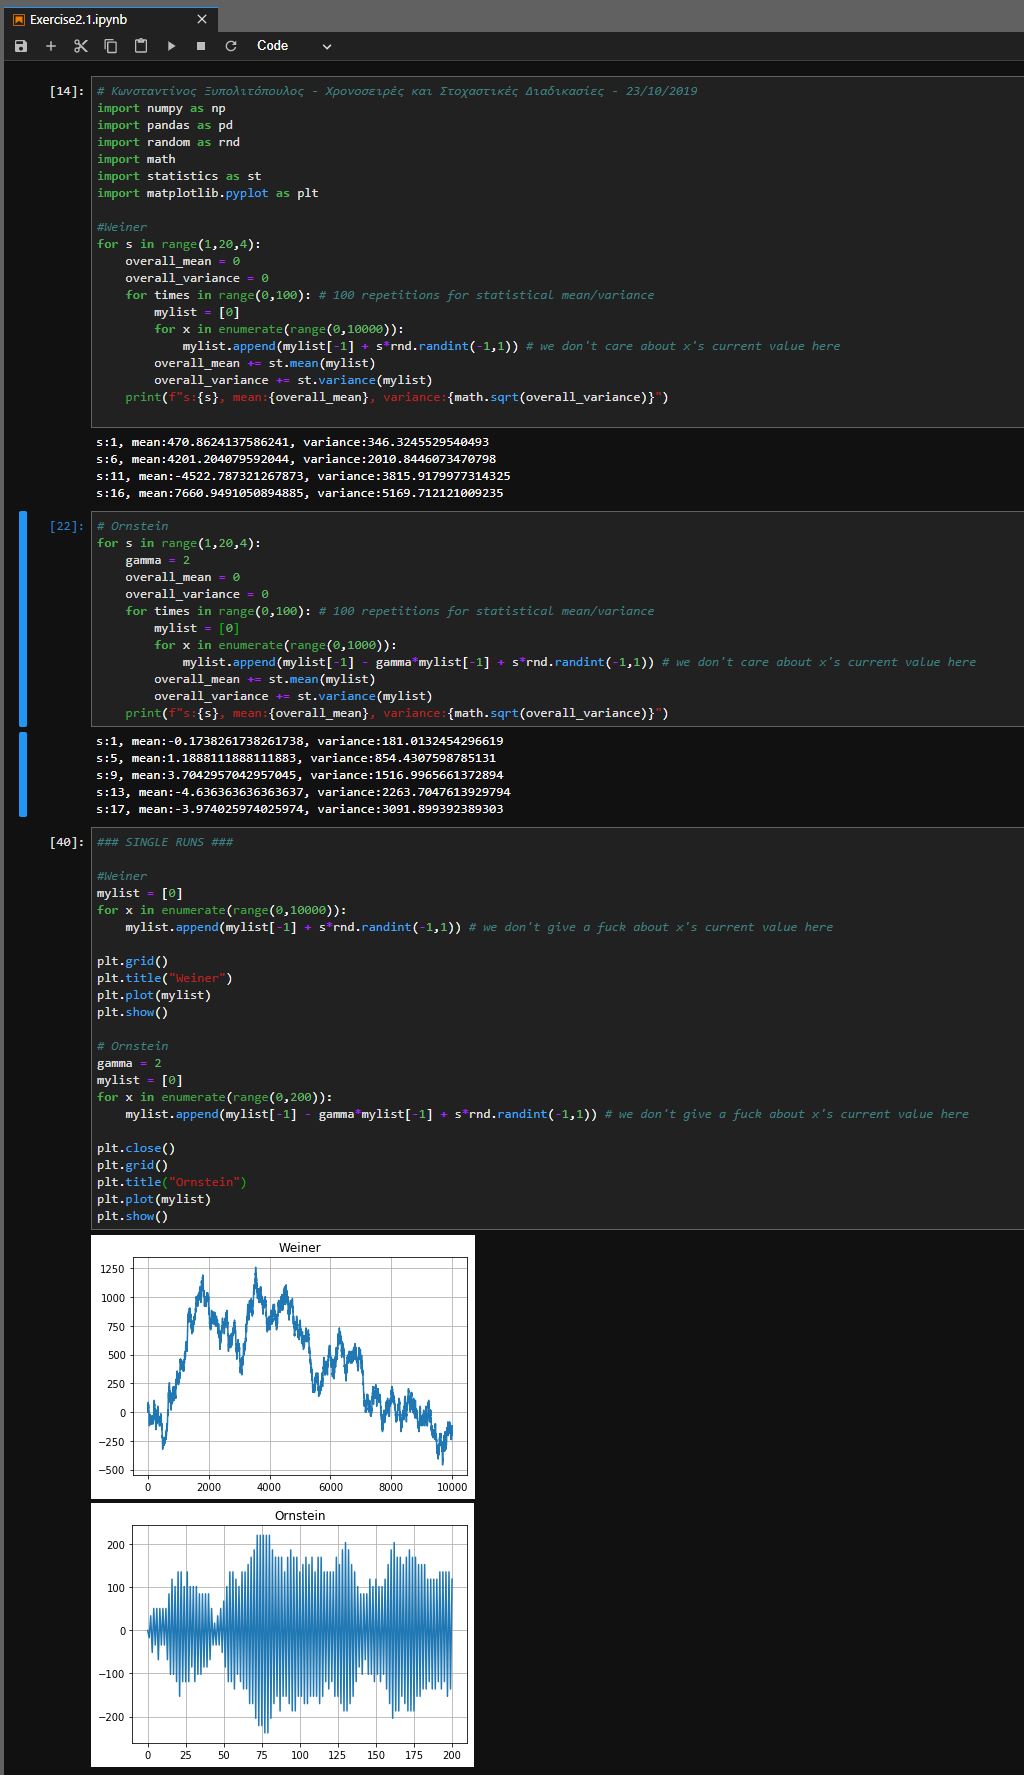 Exercise2.1.ipynb
Code
[14]:
# Κωνσταντίνος Ξυπολιτόπουλος - Χρονοσειρές και Στοχαστικές Διαδικασίες - 23/10/2019
import numpy as np
import pandas as pd
import random as rnd
import math
import statistics as st
import matplotlib.pyplot as plt
#Weiner
for s in range(1,20,4):
    overall_mean = 0
    overall_variance = 0
    for times in range(0,100): # 100 repetitions for statistical mean/variance
        mylist = [0]
        for x in enumerate(range(0,10000)):
            mylist.append(mylist[-1] + s*rnd.randint(-1,1)) # we don't care about x's current value here
        overall_mean += st.mean(mylist)
        overall_variance += st.variance(mylist)
    print(f"s:{s}, mean:{overall_mean}, variance:{math.sqrt(overall_variance)}")
s:1, mean:470.8624137586241, variance:346.3245529540493
s:6, mean:4201.204079592044, variance:2010.8446073470798
s:11, mean:-4522.787321267873, variance:3815.9179977314325
s:16, mean:7660.9491050894885, variance:5169.712121009235
[22]:
# Ornstein
for s in range(1,20,4):
    gamma = 2
    overall_mean = 0
    overall_variance = 0
    for times in range(0,100): # 100 repetitions for statistical mean/variance
        mylist = [0]
        for x in enumerate(range(0,1000)):
            mylist.append(mylist[-1] - gamma*mylist[-1] + s*rnd.randint(-1,1)) # we don't care about x's current value here
        overall_mean += st.mean(mylist)
        overall_variance += st.variance(mylist)
    print(f"s:{s}, mean:{overall_mean}, variance:{math.sqrt(overall_variance)}")
s:1, mean:-0.1738261738261738, variance:181.0132454296619
s:5, mean:1.1888111888111883, variance:854.4307598785131
s:9, mean:3.7042957042957045, variance:1516.9965661372894
s:13, mean:-4.636363636363637, variance:2263.7047613929794
s:17, mean:-3.974025974025974, variance:3091.899392389303
[40]:
### SINGLE RUNS ###
#Weiner
mylist = [0]
for x in enumerate(range(0,10000)):
    mylist.append(mylist[-1] + s*rnd.randint(-1,1)) # we don't give a fuck about x's current value here
plt.grid()
plt.title("Weiner")
plt.plot(mylist)
plt.show()
# Ornstein
gamma = 2
mylist = [0]
for x in enumerate(range(0,200)):
    mylist.append(mylist[-1] - gamma*mylist[-1] + s*rnd.randint(-1,1)) # we don't give a fuck about x's current value here
plt.close()
plt.grid()
plt.title("Ornstein")
plt.plot(mylist)
plt.show()
Weiner
1250
1000
750
500
250
0
−250
−500
0 2000 4000 6000 8000 10000
Ornstein
200
100
0
−100
−200
0 25 50 75 100 125 150 175 200